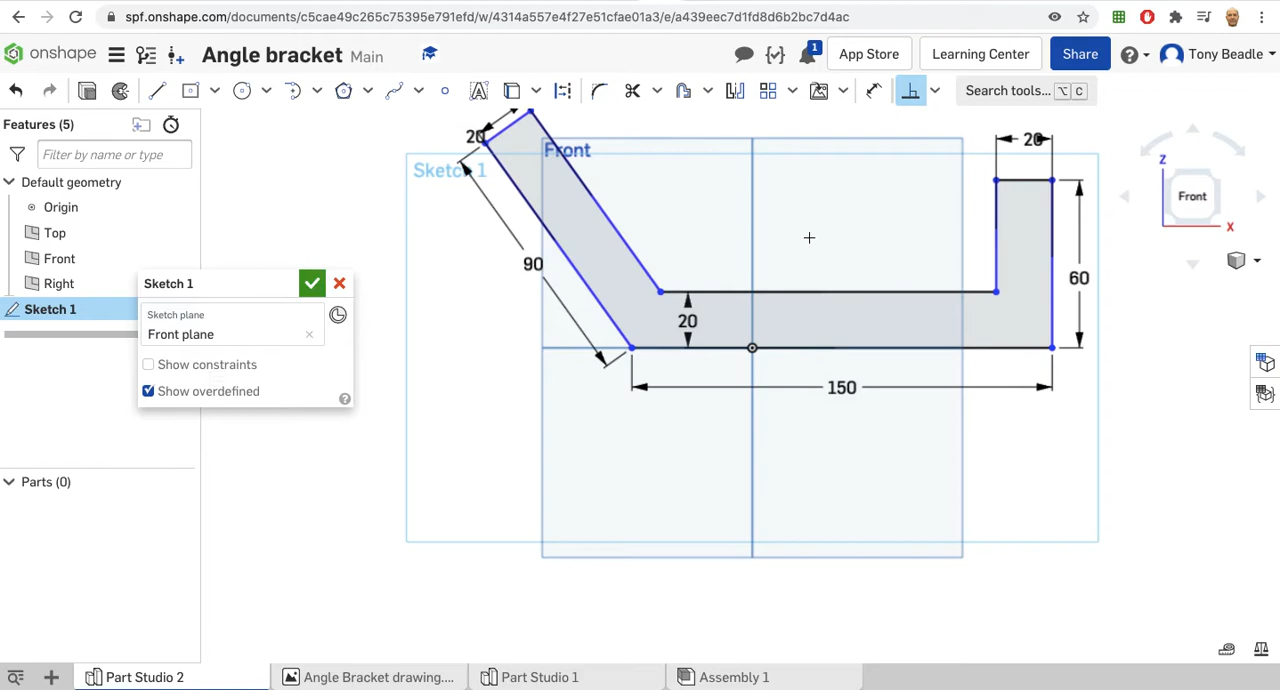 spf.onshape.com/documents/c5cae49c265c75395e791efd/w/4314a557e4f27e51cfae01a3/e/a439eec7d1fd8d6b2bc7d4ac
onshape
Angle bracket Main
1
App Store
Learning Center
Share
Tony Beadle
Search tools... ⌥ C
Features (5)
Filter by name or type
Default geometry
Origin
Top
Front
Right
Sketch 1
Sketch 1
Sketch plane
Front plane
Show constraints
Show overdefined
Parts (0)
20
Front
Sketch 1
20
90
60
20
150
Z
Front
X
Part Studio 2
Angle Bracket drawing....
Part Studio 1
Assembly 1